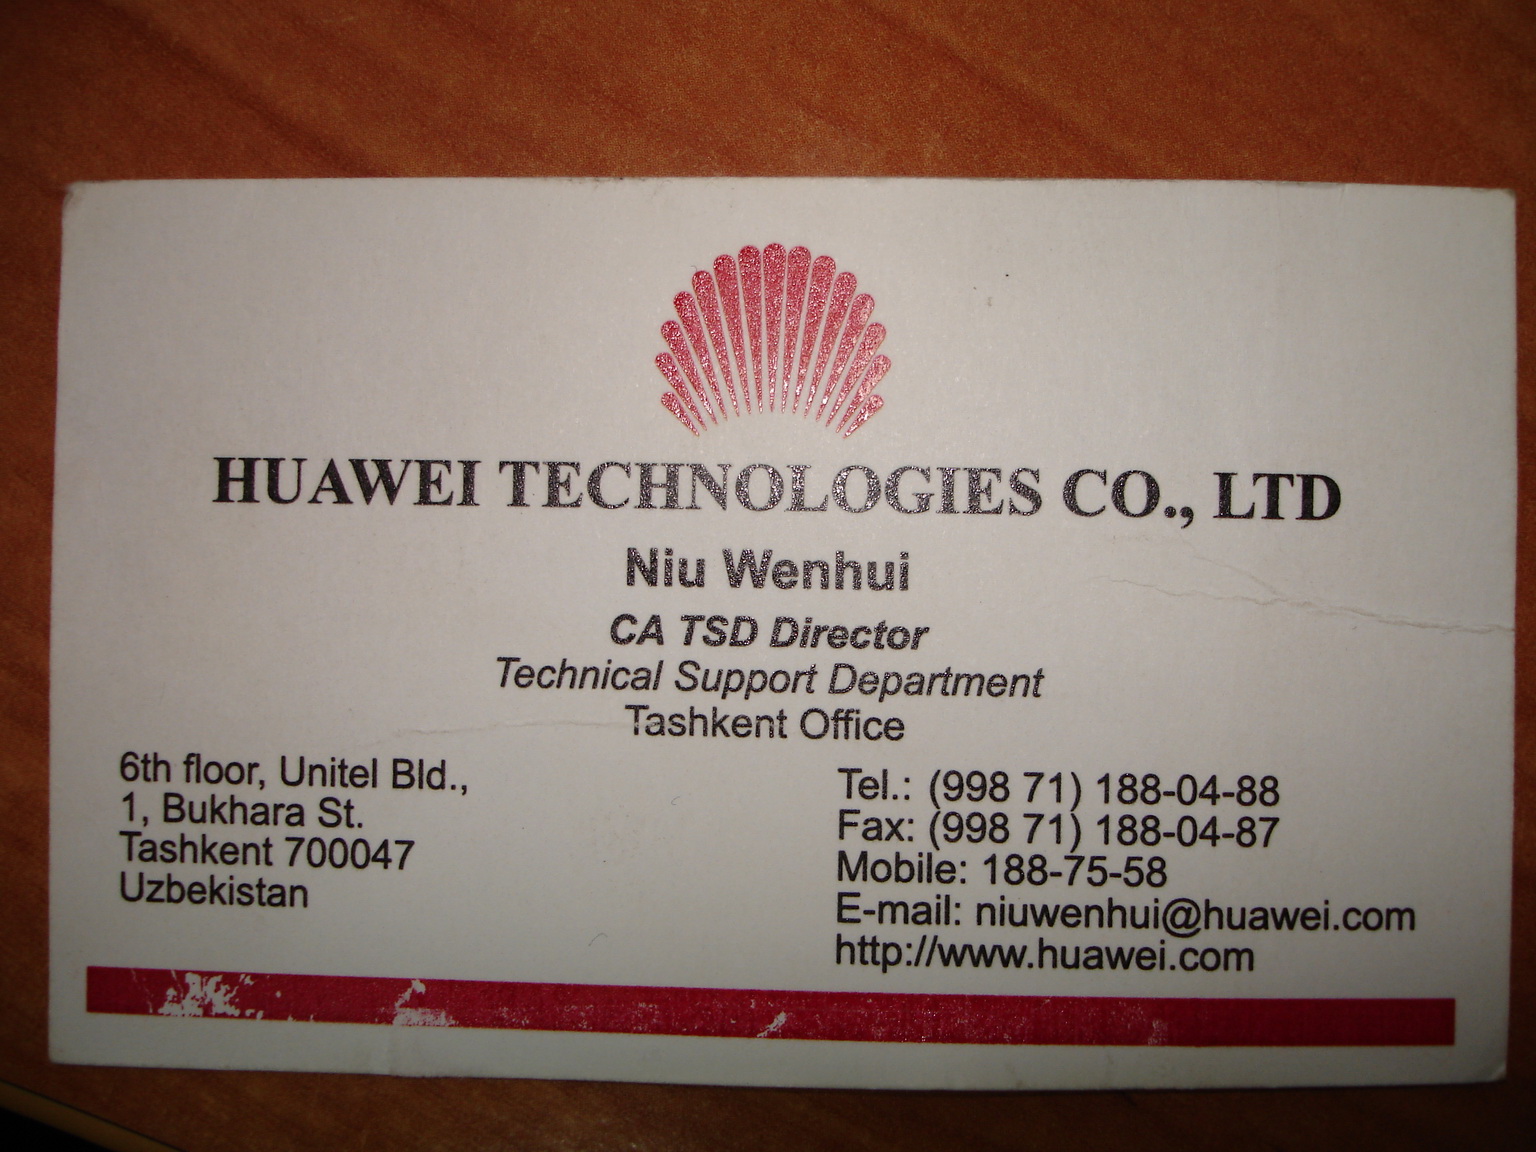 HUAWEI TECHNOLOGIES CO., LTD
Niu Wenhui
CA TSD Director
Technical Support Department
Tashkent Office
6th floor, Unitel Bld.,
1, Bukhara St.
Tashkent 700047
Uzbekistan
Tel.: (998 71) 188-04-88
Fax: (998 71) 188-04-87
Mobile: 188-75-58
E-mail: niuwenhui@huawei.com
http://www.huawei.com